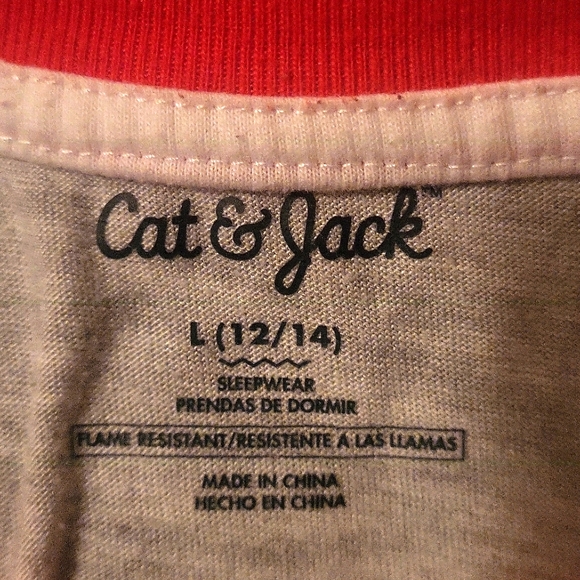 Cat & Jack™
L (12/14)
SLEEPWEAR
PRENDAS DE DORMIR
FLAME RESISTANT/RESISTENTE A LAS LLAMAS
MADE IN CHINA
HECHO EN CHINA